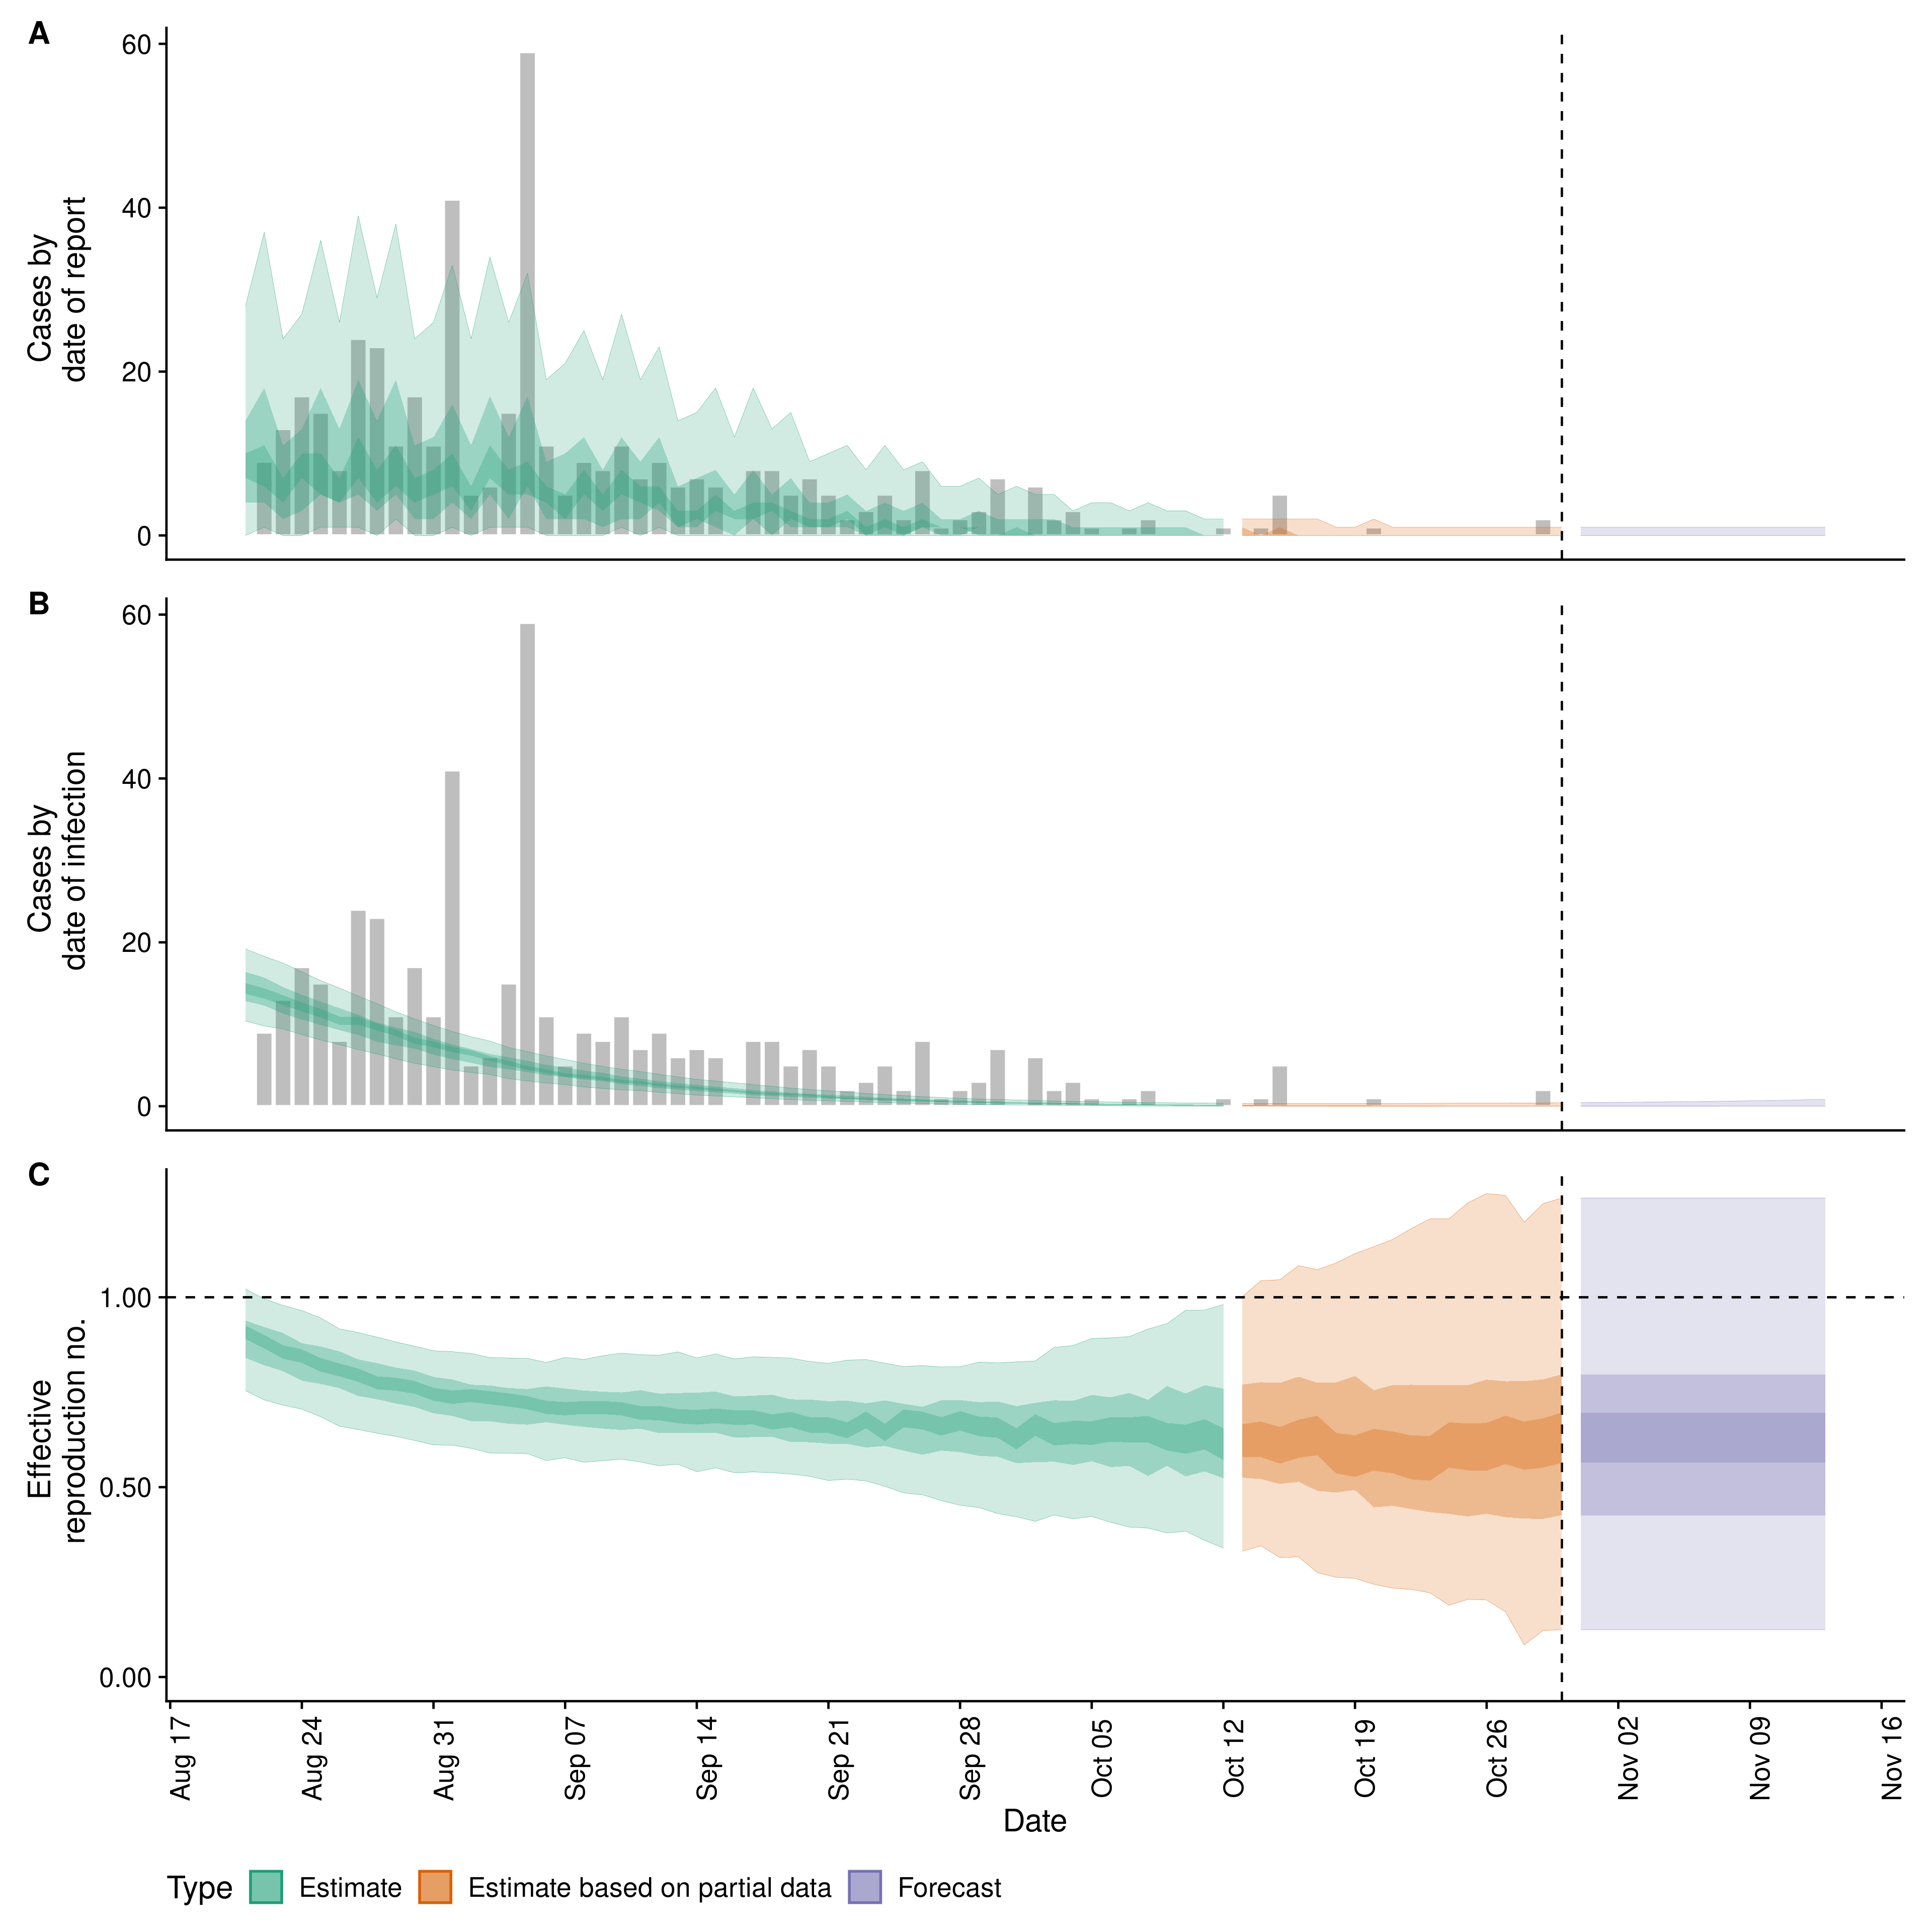 A
60
40
20
0
Cases by
date of report
B
60
40
20
0
Cases by
date of infection
C
1.00
0.50
0.00
Effective
reproduction no.
Aug 17
Aug 24
Aug 31
Sep 07
Sep 14
Sep 21
Sep 28
Oct 05
Oct 12
Oct 19
Oct 26
Nov 02
Nov 09
Nov 16
Date
Type Estimate Estimate based on partial data Forecast